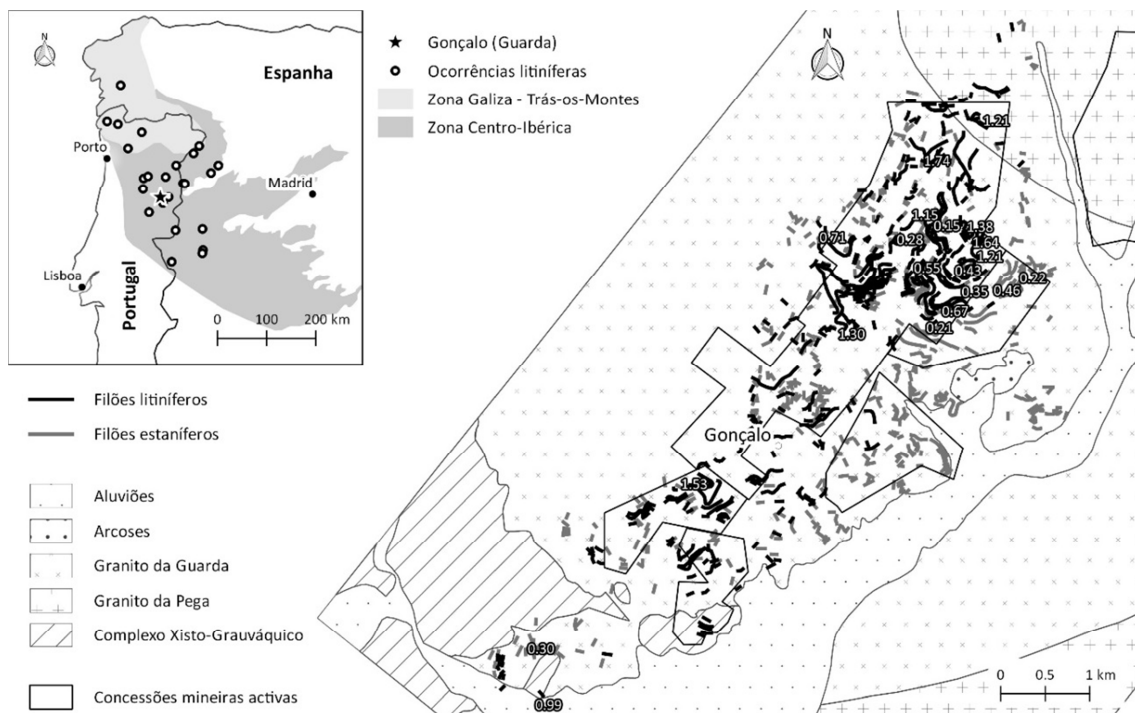 N
Espanha
Porto
Madrid
Lisboa
Portugal
0 100 200 km
Gonçalo (Guarda)
Ocorrências litiníferas
Zona Galiza - Trás-os-Montes
Zona Centro-Ibérica
Filões litiníferos
Filões estaníferos
Aluviões
Arcoses
Granito da Guarda
Granito da Pega
Complexo Xisto-Grauváquico
Concessões mineiras activas
N
1.21
1.74
1.15
0.15
1.38
0.71
0.28
1.64
1.21
0.55
0.43
0.22
0.35
0.46
0.67
0.21
1.30
Gonçalo
1.53
0.30
0.99
0 0.5 1 km